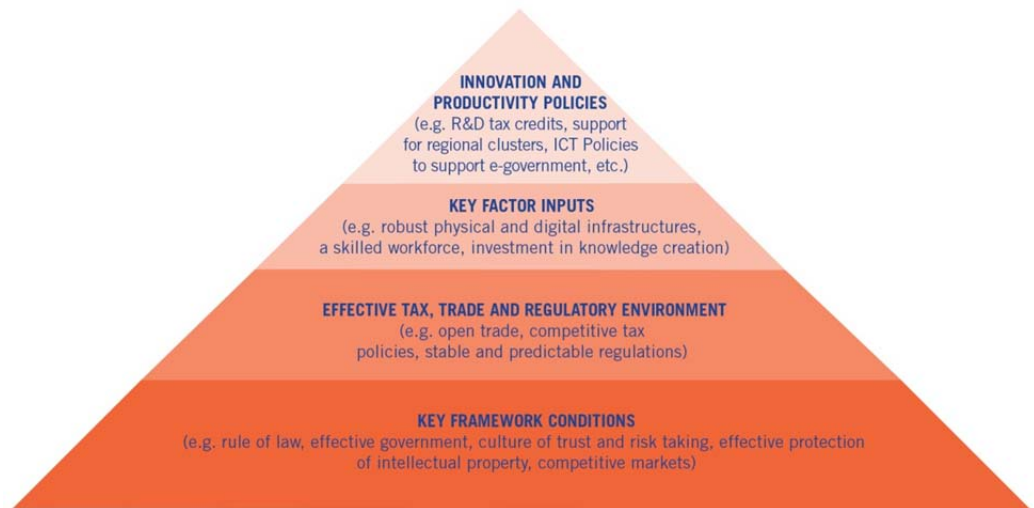 INNOVATION AND
PRODUCTIVITY POLICIES
(e.g. R&D tax credits, support
for regional clusters, ICT Policies
to support e-government, etc.)
KEY FACTOR INPUTS
(e.g. robust physical and digital infrastructures,
a skilled workforce, investment in knowledge creation)
EFFECTIVE TAX, TRADE AND REGULATORY ENVIRONMENT
(e.g. open trade, competitive tax
policies, stable and predictable regulations)
KEY FRAMEWORK CONDITIONS
(e.g. rule of law, effective government, culture of trust and risk taking, effective protection
of intellectual property, competitive markets)